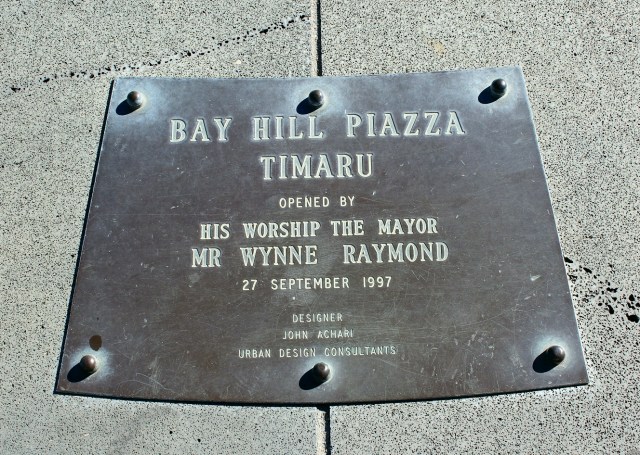 BAY HILL PIAZZA
TIMARU
OPENED BY
HIS WORSHIP THE MAYOR
MR WYNNE RAYMOND
27 SEPTEMBER 1997
DESIGNER
JOHN ACHARI
URBAN DESIGN CONSULTANTS